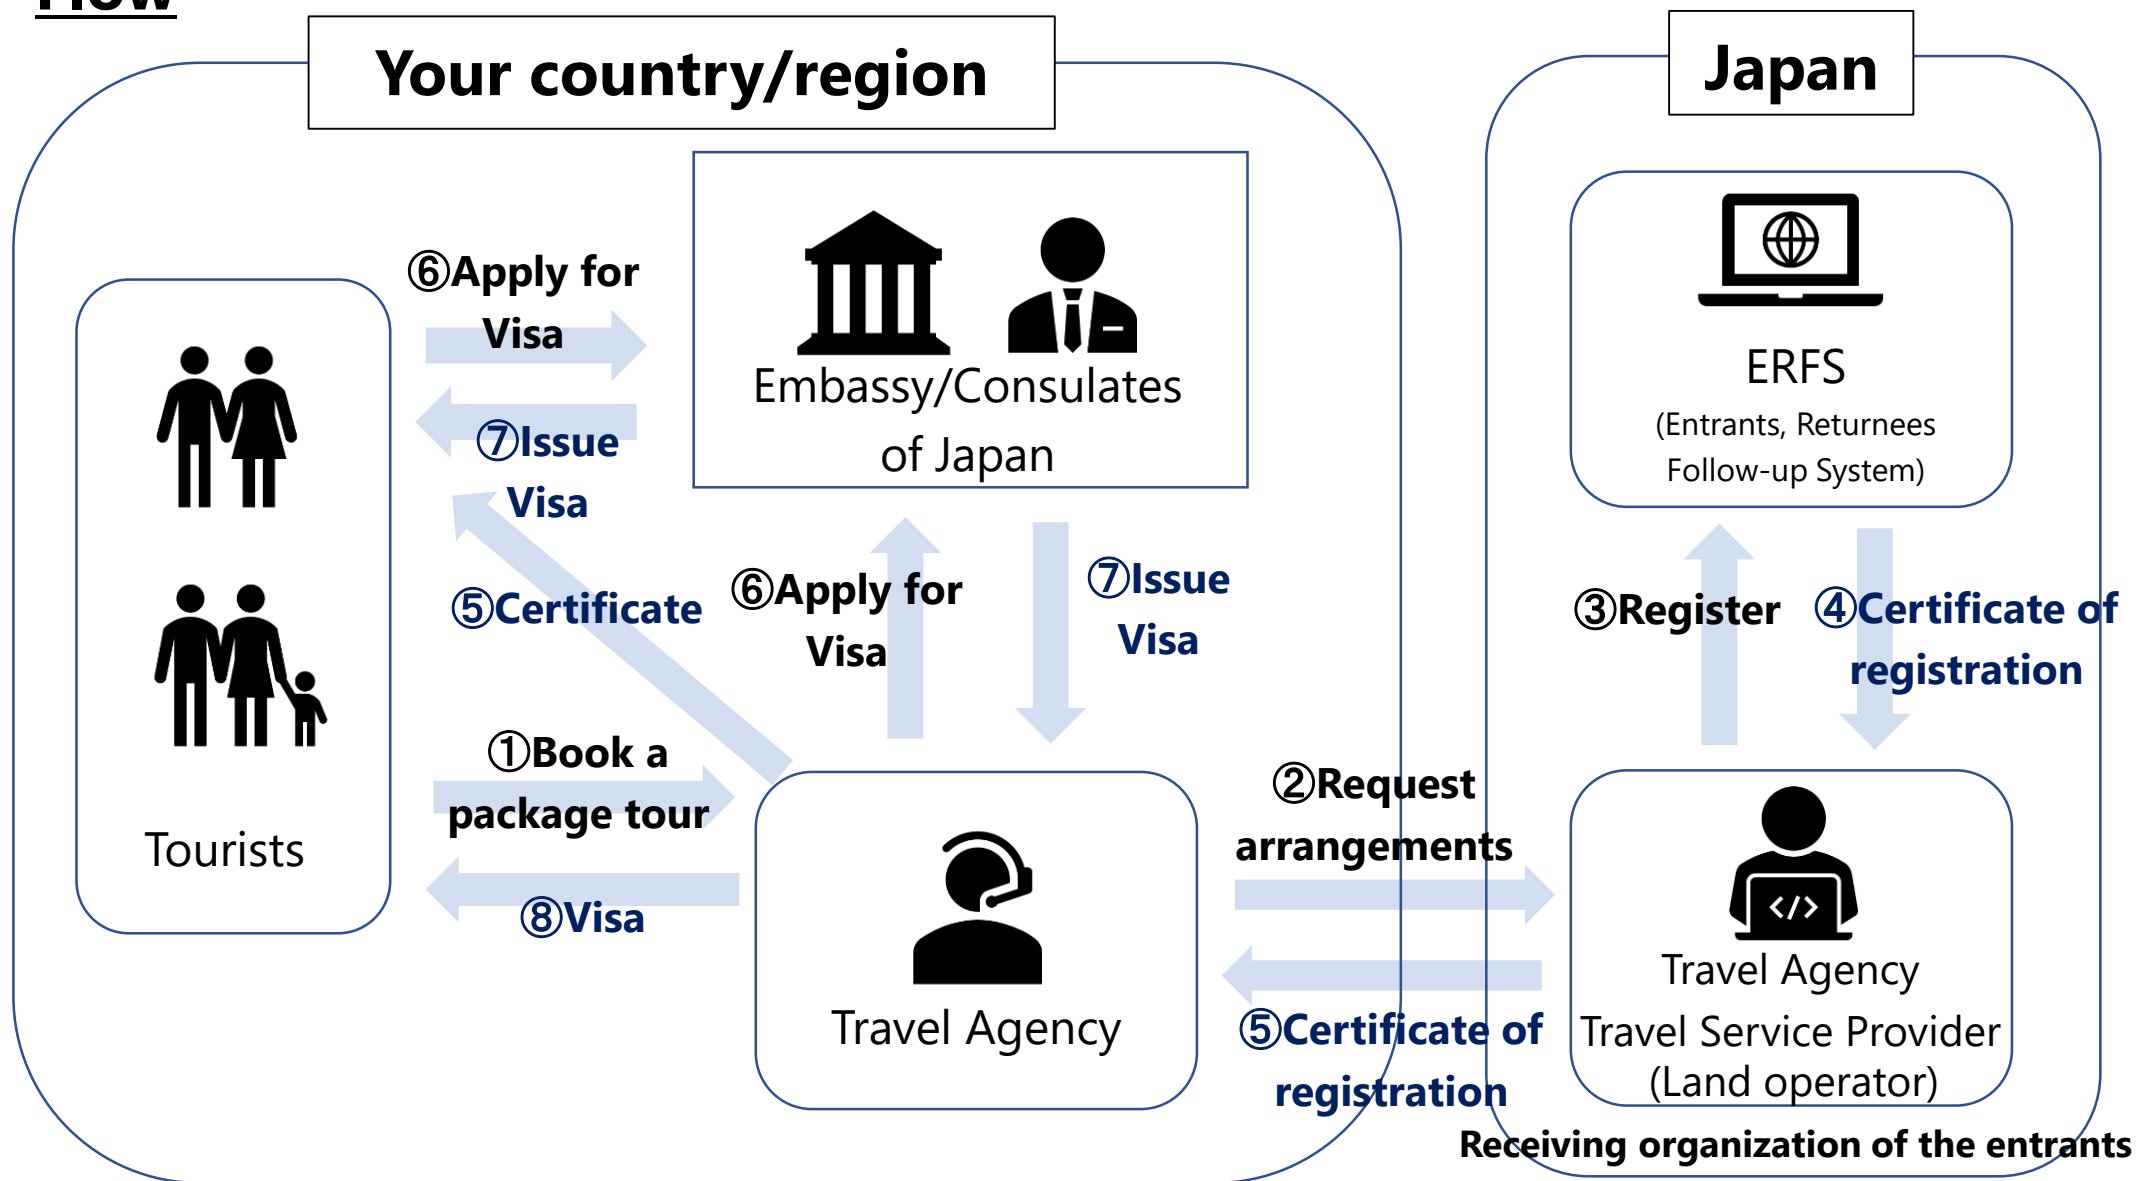 Flow
Your country/region
Japan
⑥Apply for
Visa
⑦Issue
Visa
⑤Certificate
①Book a
package tour
⑧Visa
Tourists
Embassy/Consulates
of Japan
⑥Apply for
Visa
⑦Issue
Visa
Travel Agency
②Request
arrangements
⑤Certificate of
registration
ERFS
(Entrants, Returnees
Follow-up System)
③Register
④Certificate of
registration
</>
Travel Agency
Travel Service Provider
(Land operator)
Receiving organization of the entrants